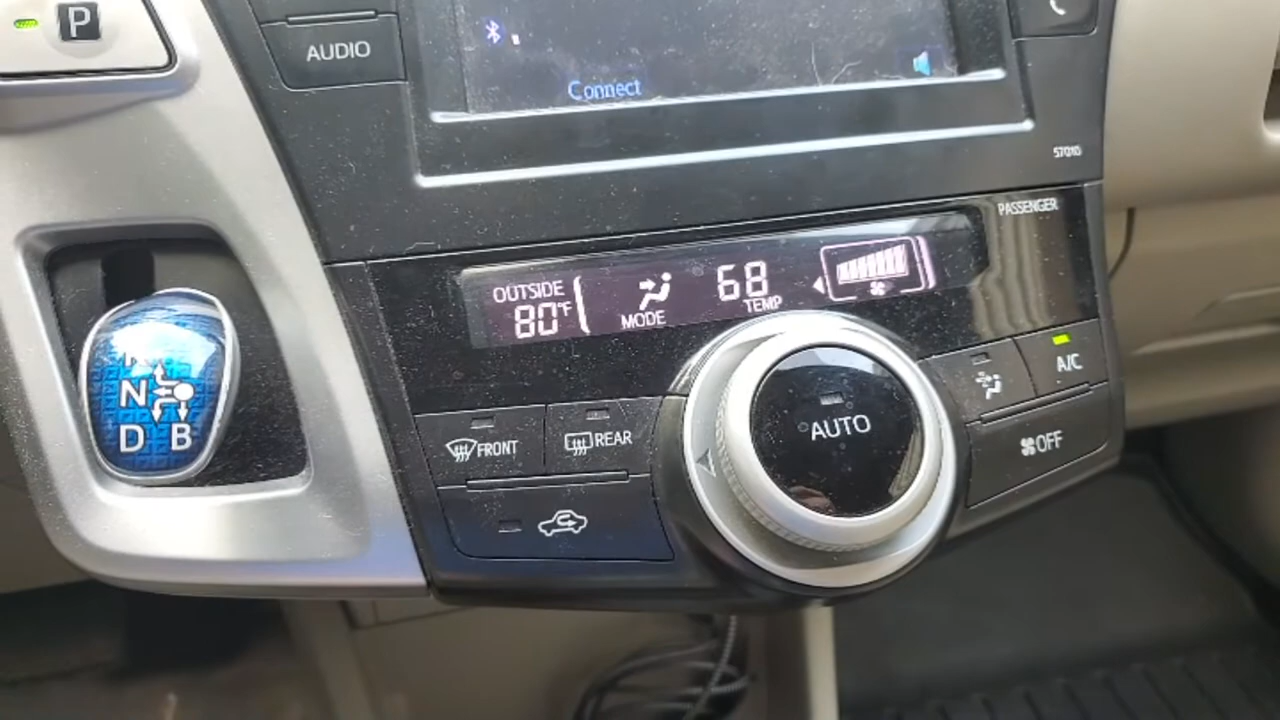 P
AUDIO
Connect
57010
PASSENGER
OUTSIDE
80°F
MODE
68
TEMP
R
N
D B
FRONT
REAR
AUTO
A/C
OFF